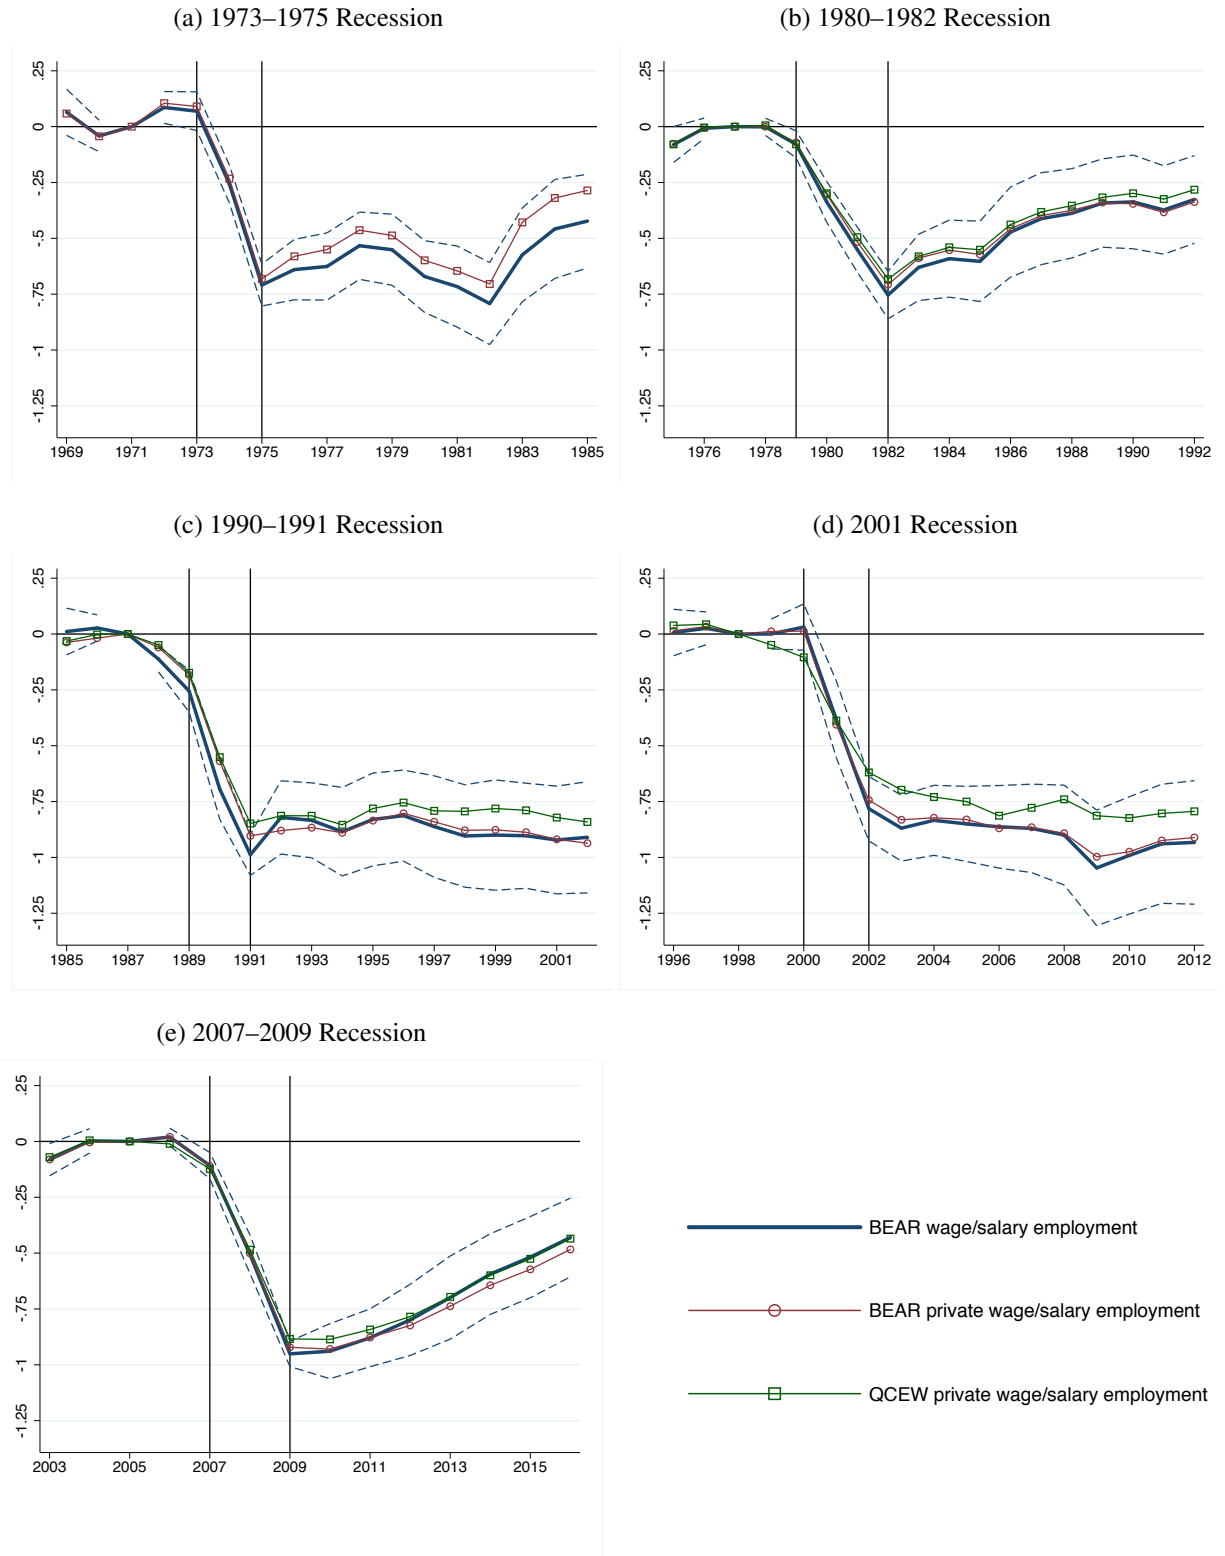 (a) 1973–1975 Recession
.25
0
-.25
-.5
-.75
-1
-1.25
1969 1971 1973 1975 1977 1979 1981 1983 1985
(b) 1980–1982 Recession
.25
0
-.25
-.5
-.75
-1
-1.25
1976 1978 1980 1982 1984 1986 1988 1990 1992
(c) 1990–1991 Recession
.25
0
-.25
-.5
-.75
-1
-1.25
1985 1987 1989 1991 1993 1995 1997 1999 2001
(d) 2001 Recession
.25
0
-.25
-.5
-.75
-1
-1.25
1996 1998 2000 2002 2004 2006 2008 2010 2012
(e) 2007–2009 Recession
.25
0
-.25
-.5
-.75
-1
-1.25
2003 2005 2007 2009 2011 2013 2015
BEAR wage/salary employment
BEAR private wage/salary employment
QCEW private wage/salary employment